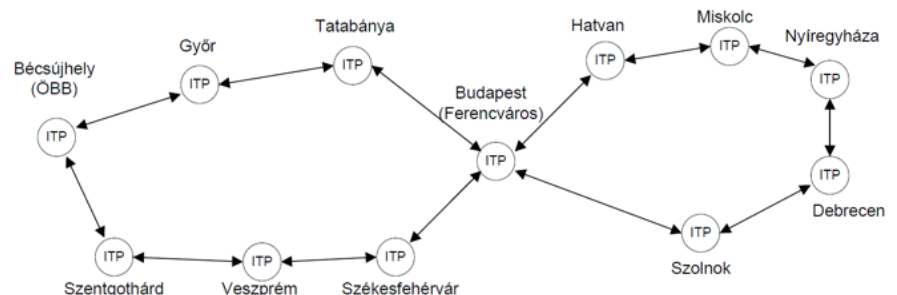 Miskolc
Tatabánya
Hatvan
Nyíregyháza
Győr
ITP
Bécsújhely
(ÖBB)
ITP
ITP
ITP
ITP
Budapest
(Ferencváros)
ITP
ITP
ITP
ITP
Debrecen
ITP
ITP
ITP
ITP
Szolnok
Szentgothárd
Veszprém
Székesfehérvár